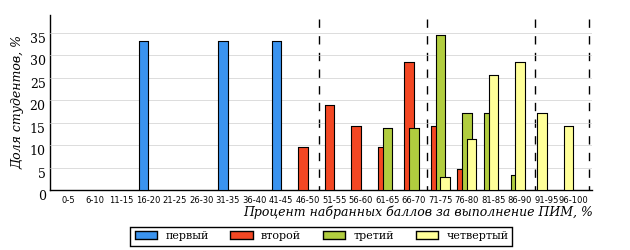 Доля студентов, %
35
30
25
20
15
10
5
0
0-5 6-10 11-15 16-20 21-25 26-30 31-35 36-40 41-45 46-50 51-55 56-60 61-65 66-70 71-75 76-80 81-85 86-90 91-95 96-100
Процент набранных баллов за выполнение ПИМ, %
первый второй третий четвертый